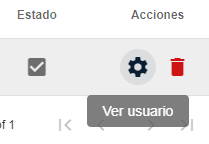 Estado Acciones
Ver usuario
of 1